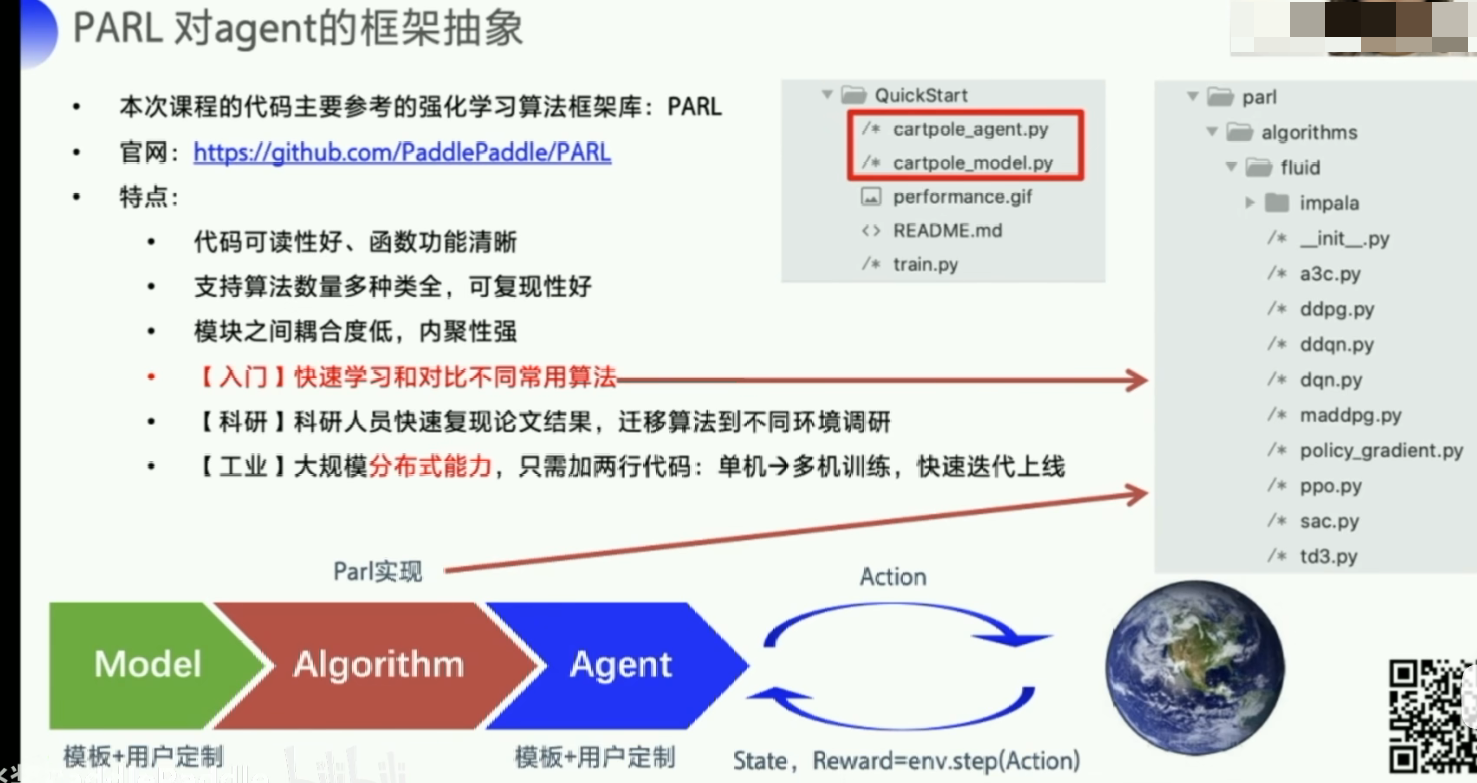 PARL 对agent的框架抽象
• 本次课程的代码主要参考的强化学习算法框架库：PARL
• 官网：https://github.com/PaddlePaddle/PARL
• 特点：
• 代码可读性好、函数功能清晰
• 支持算法数量多种类全，可复现性好
• 模块之间耦合度低，内聚性强
• 【入门】快速学习和对比不同常用算法
• 【科研】科研人员快速复现论文结果，迁移算法到不同环境调研
• 【工业】大规模分布式能力，只需加两行代码：单机→多机训练，快速迭代上线
QuickStart
/* cartpole_agent.py
/* cartpole_model.py
performance.gif
<> README.md
/* train.py
parl
algorithms
fluid
impala
/* __init__.py
/* a3c.py
/* ddpg.py
/* ddqn.py
/* dqn.py
/* maddpg.py
/* policy_gradient.py
/* ppo.py
/* sac.py
/* td3.py
Parl实现
Model
Algorithm
Agent
模板+用户定制
模板+用户定制
Action
State，Reward=env.step(Action)
bilibili